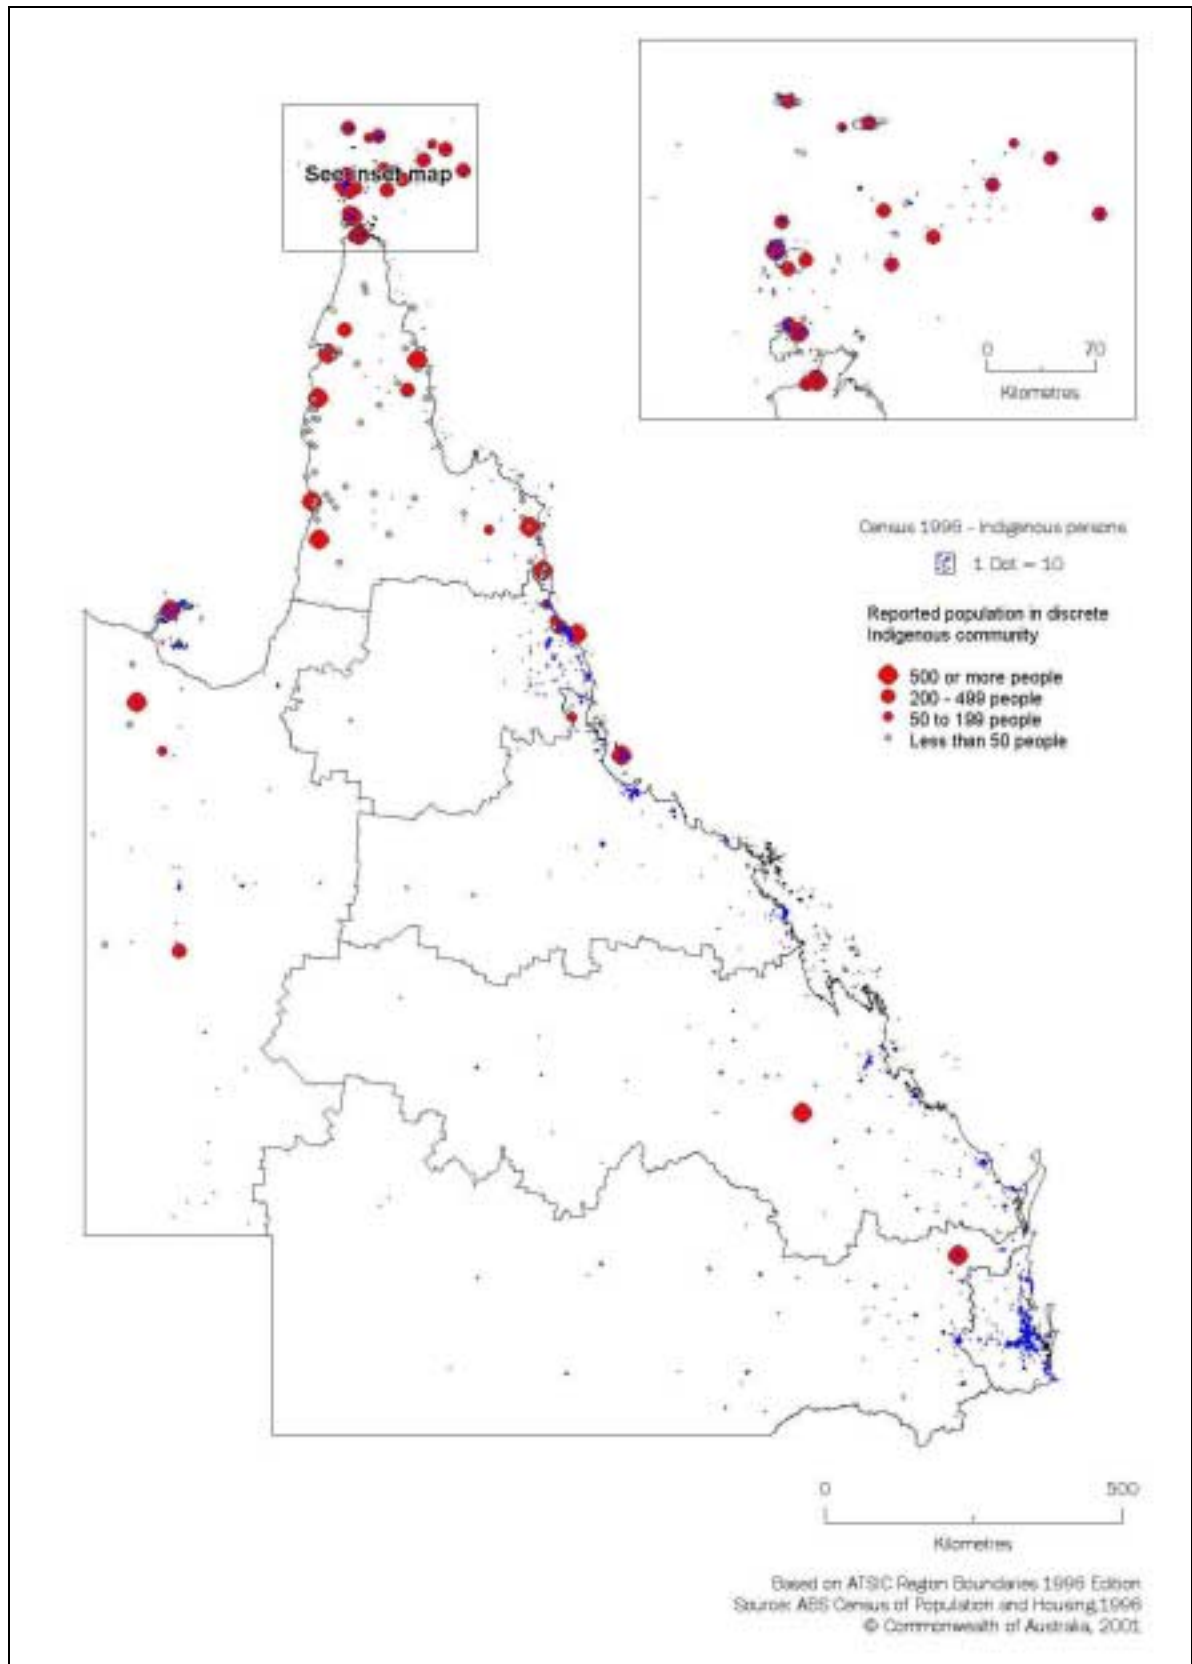 See inset map
0 70
Kilometres
Census 1996 - Indigenous persons
1 Dot = 10
Reported population in discrete
Indigenous community
500 or more people
200 - 499 people
50 to 199 people
Less than 50 people
0 500
Kilometres
Based on ATSIC Region Boundaries 1996 Edition
Source: ABS Census of Population and Housing,1996
© Commonwealth of Australia, 2001